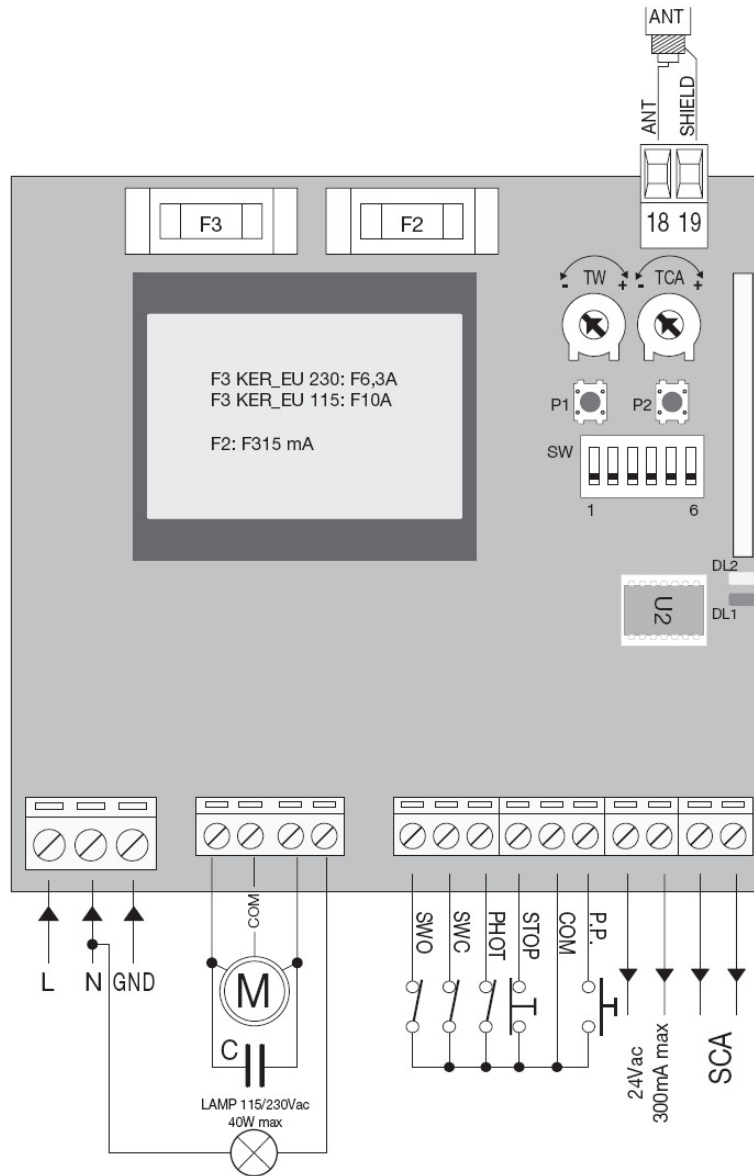 ANT
ANT
SHIELD
18 19
F3
F2
- TW +
- TCA +
F3 KER_EU 230: F6,3A
F3 KER_EU 115: F10A
F2: F315 mA
P1
P2
SW
1
6
DL2
U2
DL1
L
N
GND
COM
M
C
LAMP 115/230Vac
40W max
SWO
SWC
PHOT
STOP
COM
P.P.
24Vac
300mA max
SCA